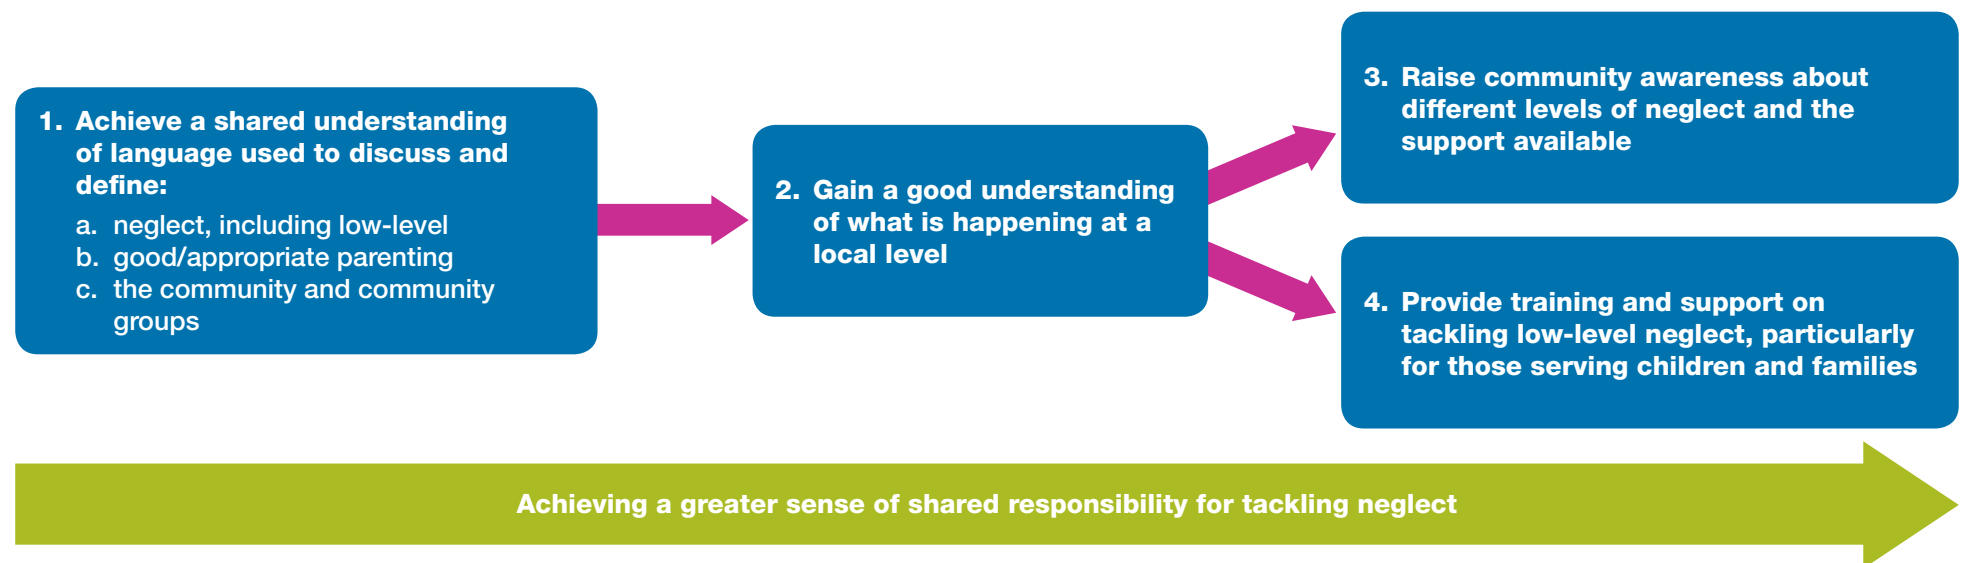 1. Achieve a shared understanding
of language used to discuss and
define:
a. neglect, including low-level
b. good/appropriate parenting
c. the community and community
groups
2. Gain a good understanding
of what is happening at a
local level
3. Raise community awareness about
different levels of neglect and the
support available
4. Provide training and support on
tackling low-level neglect, particularly
for those serving children and families
Achieving a greater sense of shared responsibility for tackling neglect